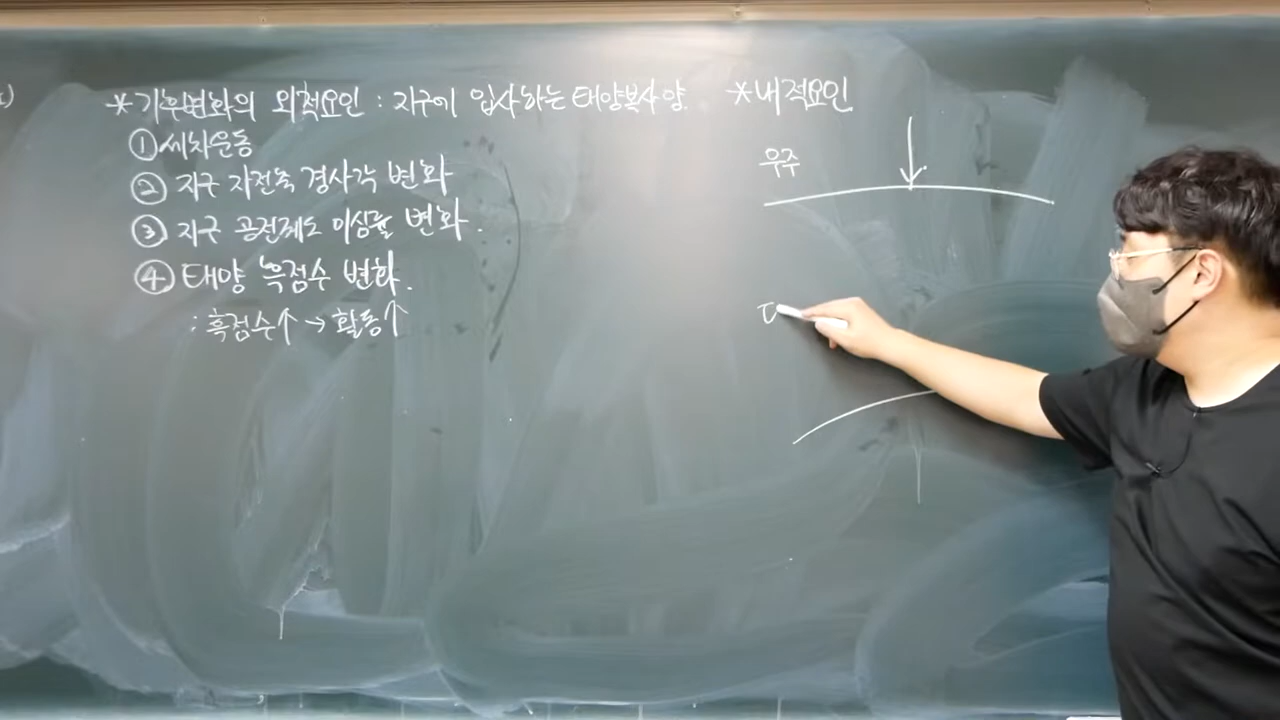 *기후변화의 외적요인 : 지구에 입사하는 태양복사양.
①세차운동
② 지구 자전축 경사각 변화
③ 지구 공전궤도 이심률 변화.
④ 태양 흑점수 변화.
: 흑점수↑ → 활동↑
*내적요인
우주